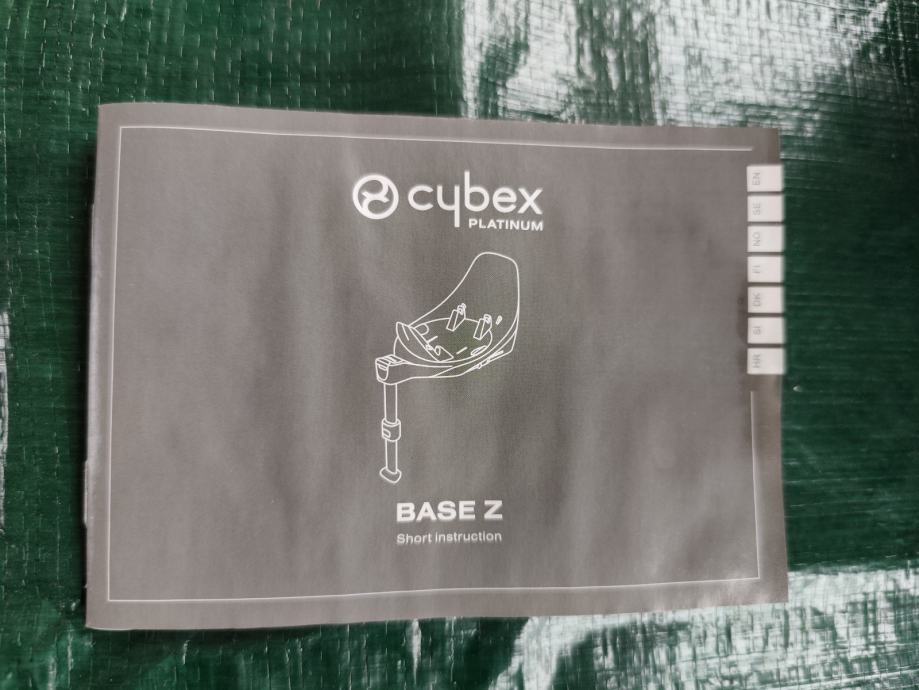 cybex
PLATINUM
EN
SE
NO
FI
DK
SI
HR
BASE Z
Short instruction